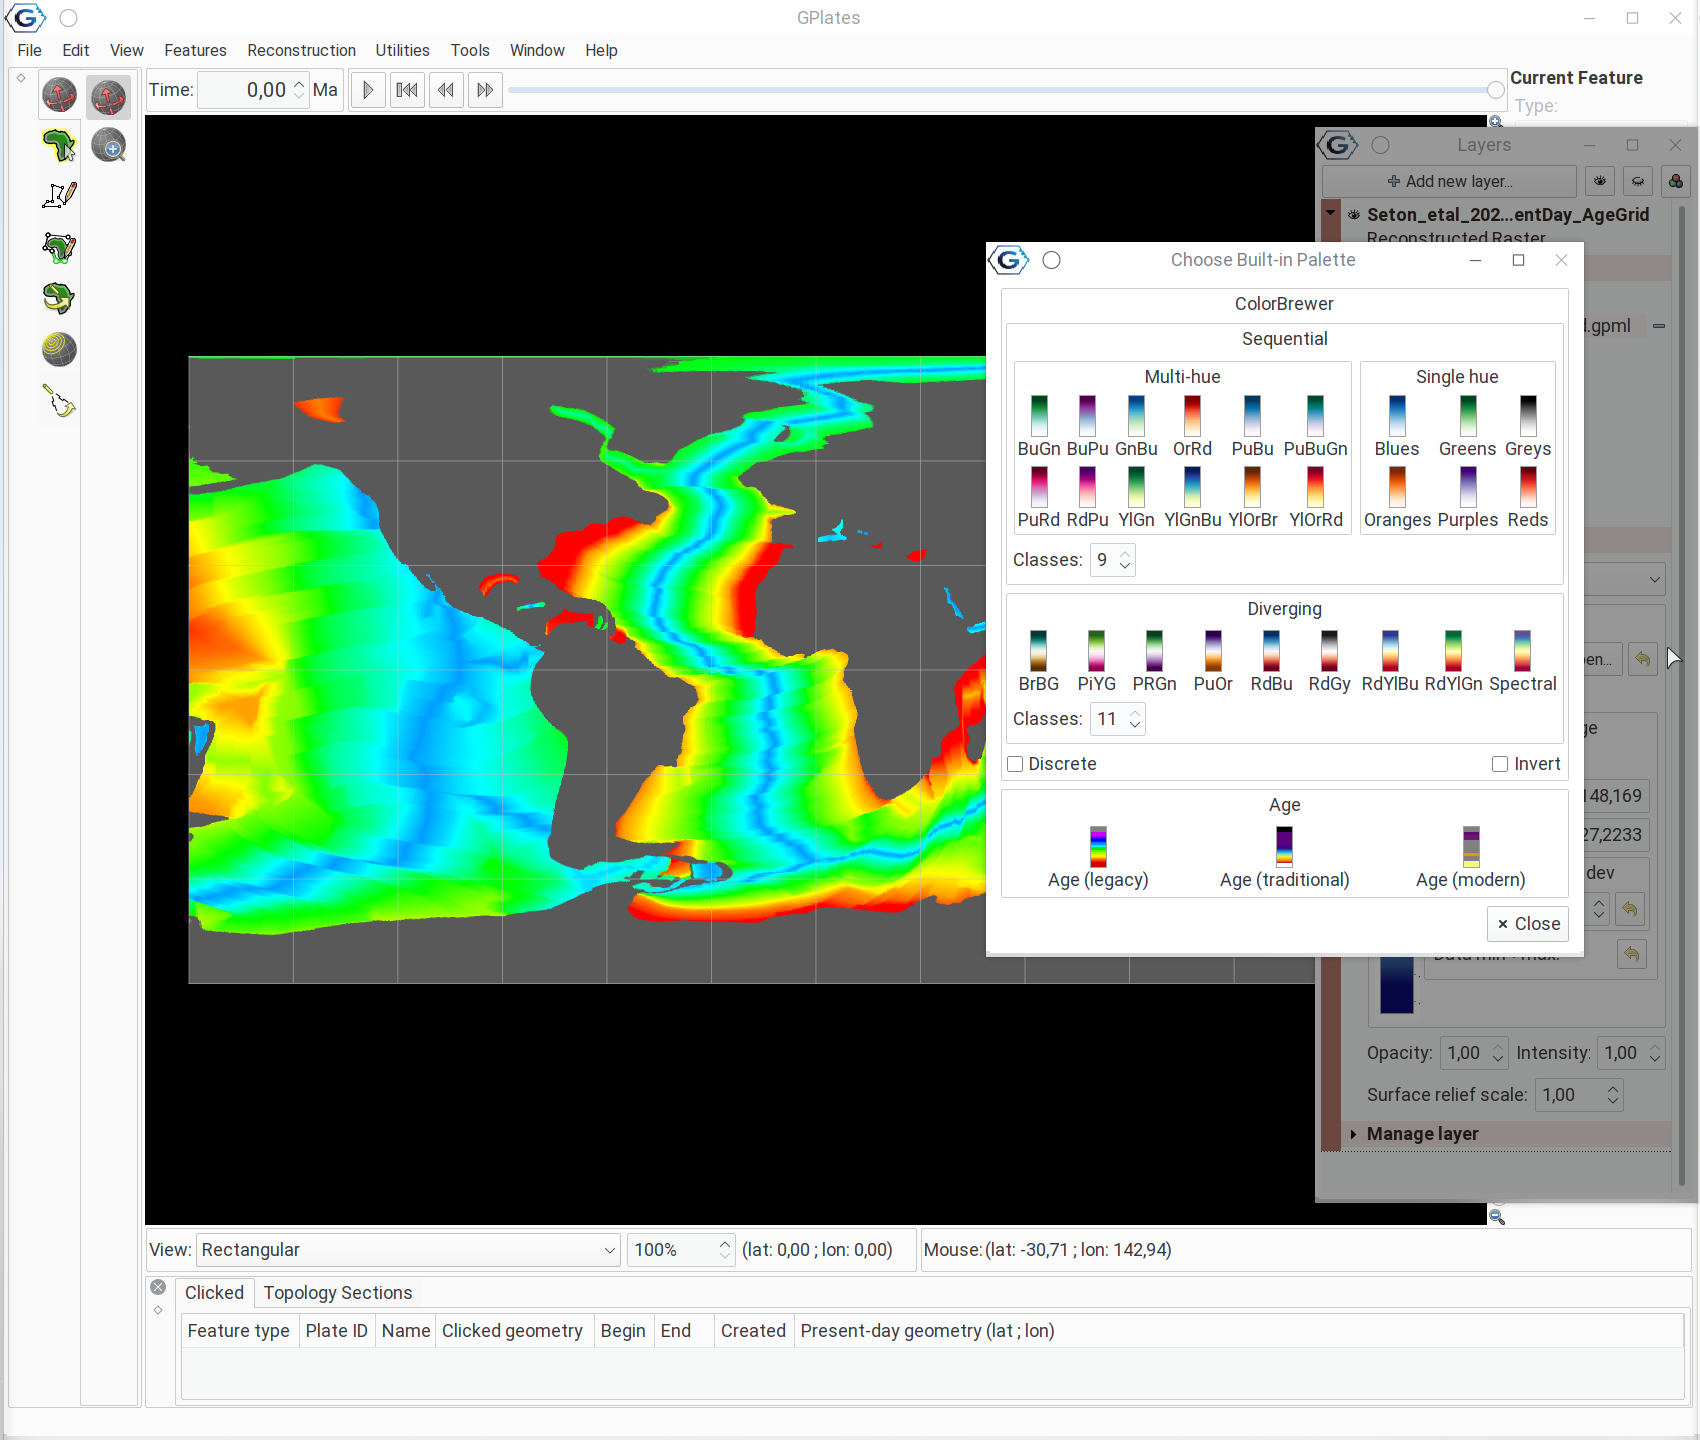 GPlates
File Edit View Features Reconstruction Utilities Tools Window Help
Time: 0,00 Ma
Current Feature
Type:
Layers
Add new layer...
Seton_etal_202...entDay_AgeGrid
Reconstructed Raster
Choose Built-in Palette
ColorBrewer
Sequential
Multi-hue
Single hue
BuGn BuPu GnBu OrRd PuBu PuBuGn
Blues Greens Greys
PuRd RdPu YlGn YlGnBu YlOrBr YlOrRd
Oranges Purples Reds
Classes: 9
Diverging
BrBG PiYG PRGn PuOr RdBu RdGy RdYlBu RdYlGn Spectral
Classes: 11
Discrete
Invert
Age
Age (legacy)
Age (traditional)
Age (modern)
Close
.gpml
148,169
27,2233
dev
Opacity: 1,00 Intensity: 1,00
Surface relief scale: 1,00
Manage layer
View: Rectangular 100% (lat: 0,00 ; lon: 0,00) Mouse: (lat: -30,71 ; lon: 142,94)
Clicked Topology Sections
Feature type Plate ID Name Clicked geometry Begin End Created Present-day geometry (lat ; lon)